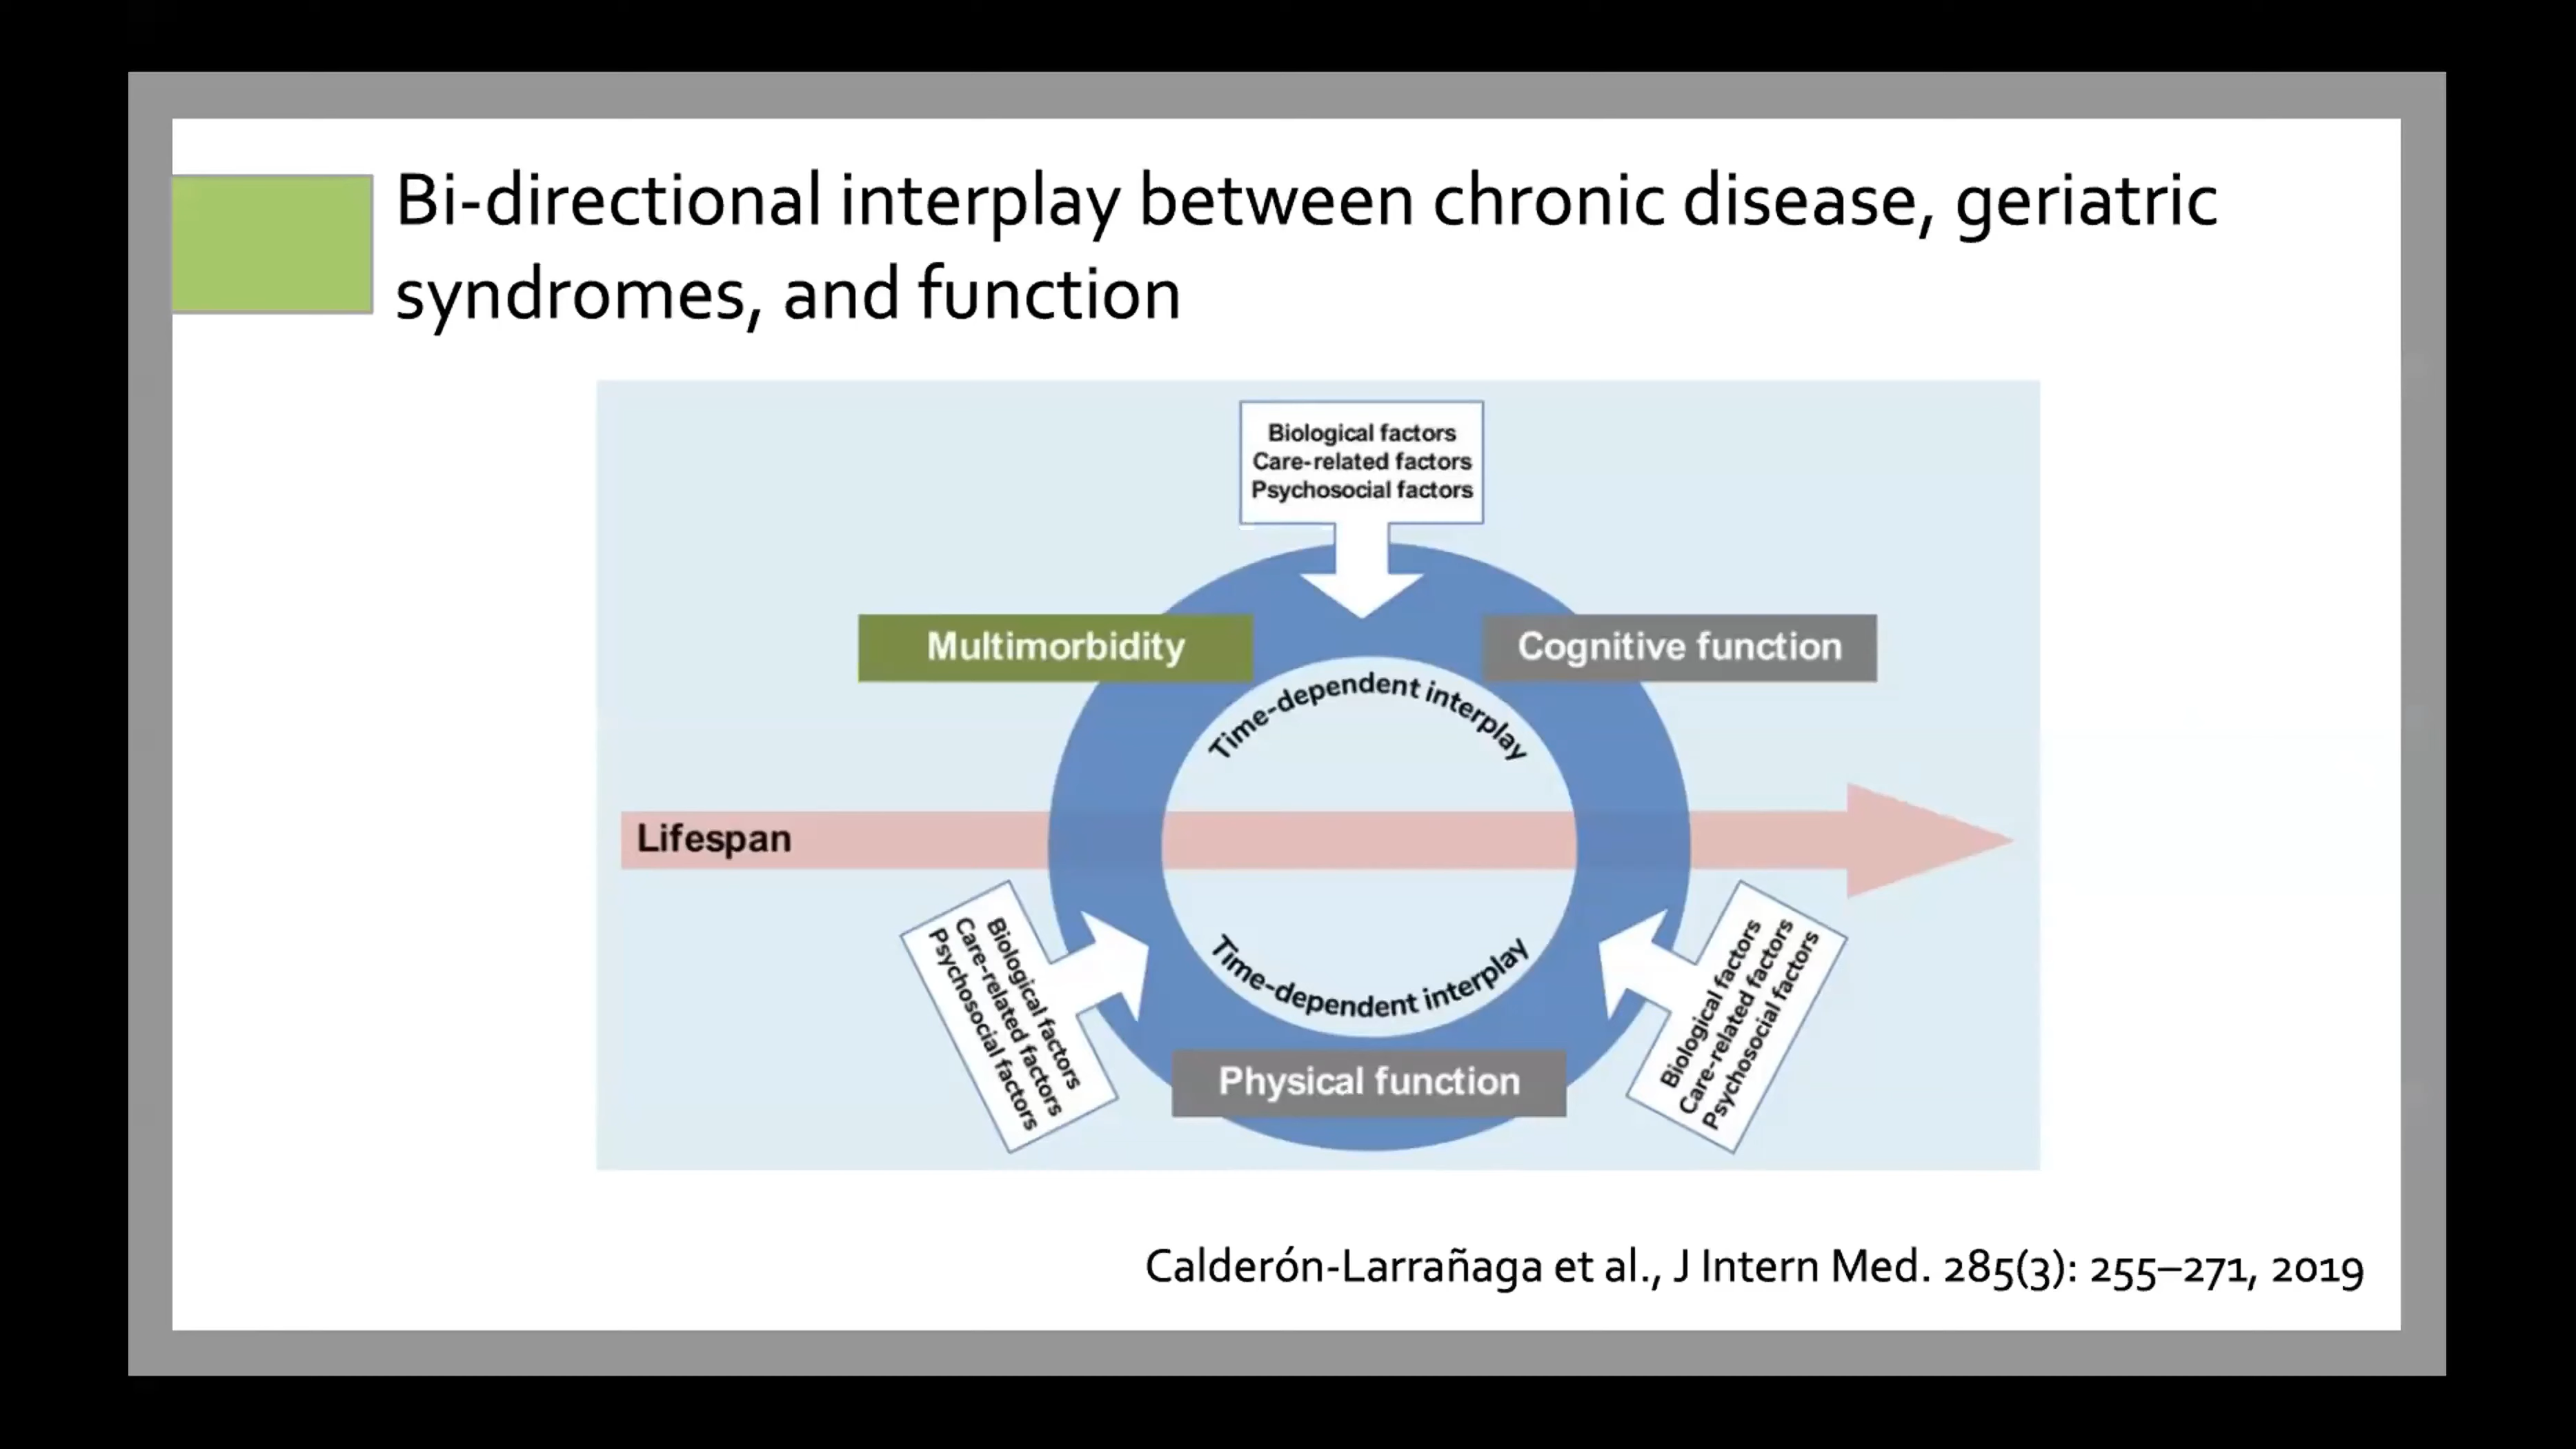 Bi-directional interplay between chronic disease, geriatric
syndromes, and function
Biological factors
Care-related factors
Psychosocial factors
Multimorbidity
Cognitive function
Time-dependent interplay
Lifespan
Time-dependent interplay
Biological factors
Care-related factors
Psychosocial factors
Biological factors
Care-related factors
Psychosocial factors
Physical function
Calderón-Larrañaga et al., J Intern Med. 285(3): 255–271, 2019